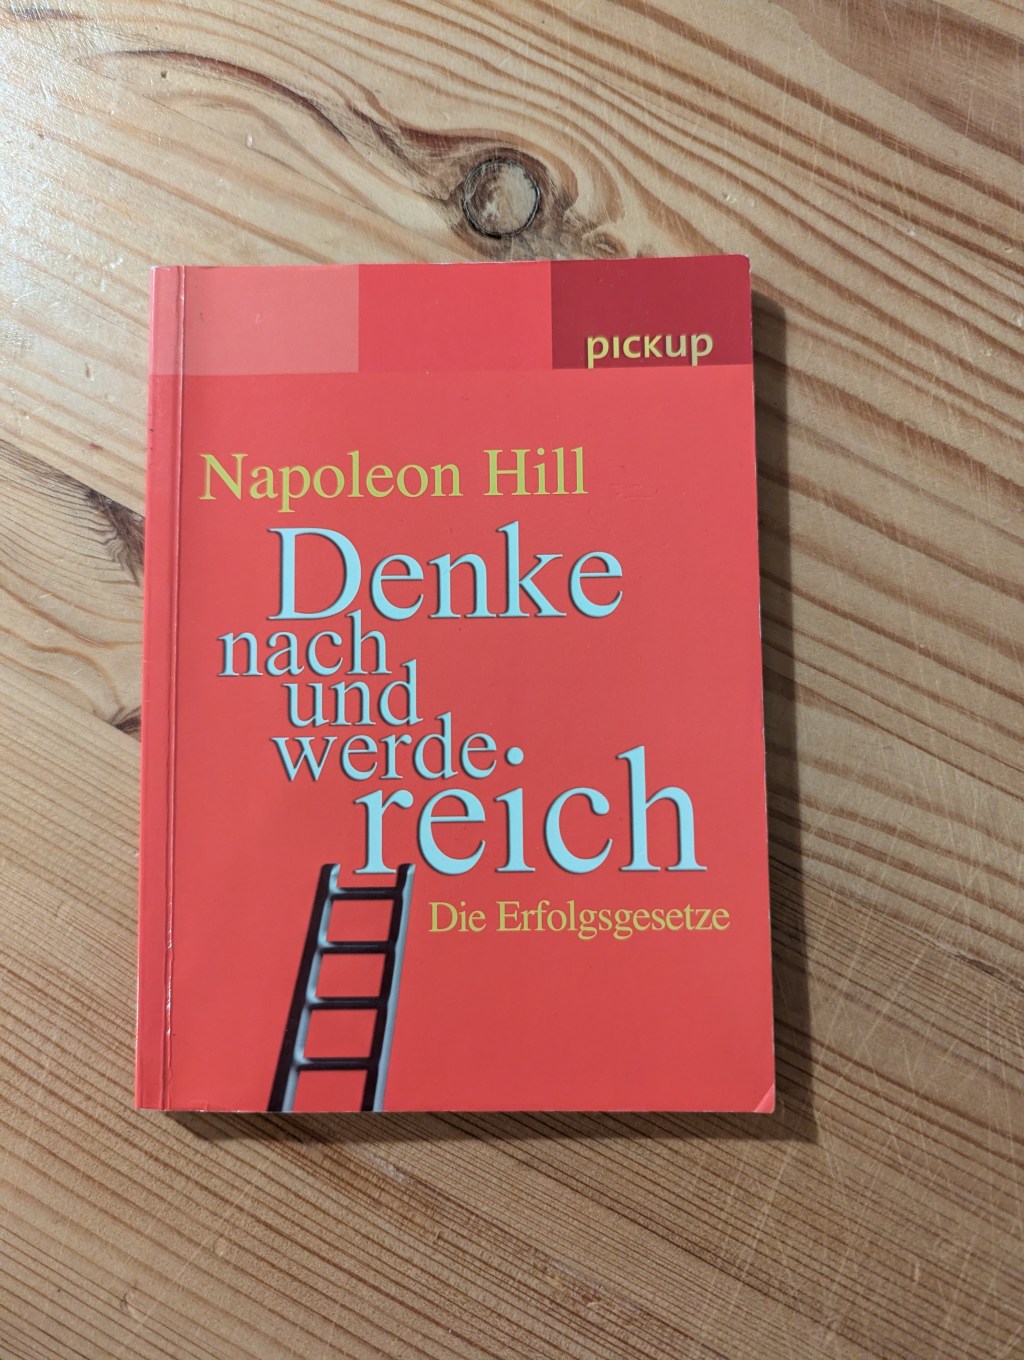 pickup
Napoleon Hill
Denke
nach
und
werde
reich
Die Erfolgsgesetze